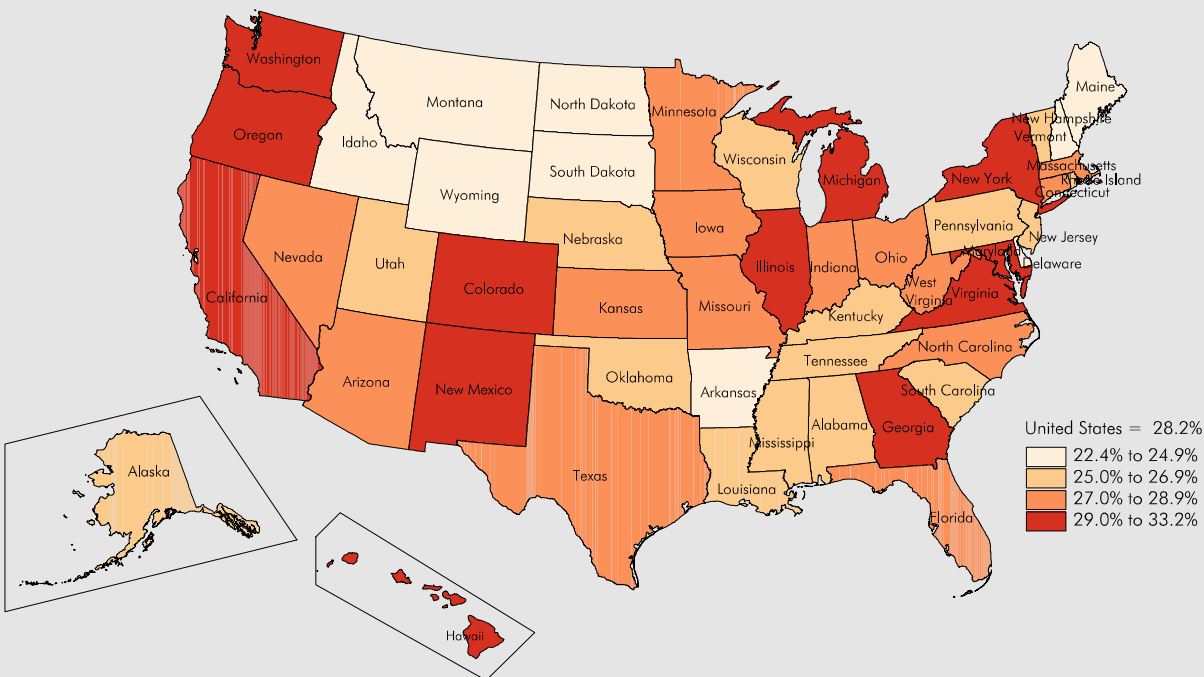 Washington
Oregon
California
Idaho
Nevada
Montana
Wyoming
Utah
Arizona
Colorado
New Mexico
North Dakota
South Dakota
Nebraska
Kansas
Oklahoma
Texas
Minnesota
Iowa
Missouri
Arkansas
Louisiana
Wisconsin
Illinois
Michigan
Indiana
Ohio
Kentucky
Tennessee
Mississippi
Alabama
Georgia
Florida
South Carolina
North Carolina
West
Virginia
Virginia
Maryland
Delaware
Pennsylvania
New Jersey
New York
Connecticut
Rhode Island
Massachusetts
Vermont
New Hampshire
Maine
Alaska
Hawaii
United States = 28.2%
22.4% to 24.9%
25.0% to 26.9%
27.0% to 28.9%
29.0% to 33.2%